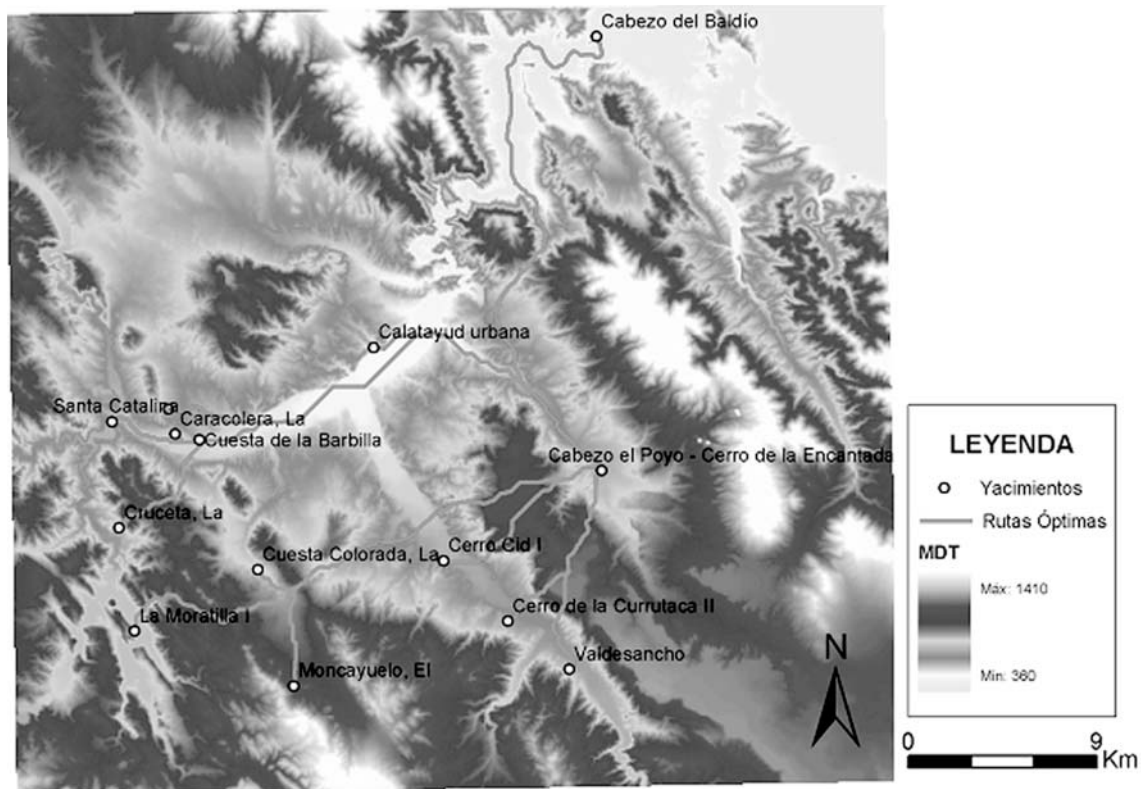 Cabezo del Baldío
Calatayud urbana
Santa Catalina
Caracolera, La
Cuesta de la Barbilla
Cabezo el Poyo - Cerro de la Encantada
Cruceta, La
Cuesta Colorada, La
Cerro Cid I
La Moratilla I
Cerro de la Currutaca II
Valdesancho
Moncayuelo, El
N
LEYENDA
Yacimientos
Rutas Óptimas
MDT
Máx: 1410
Min: 360
0 9
Km